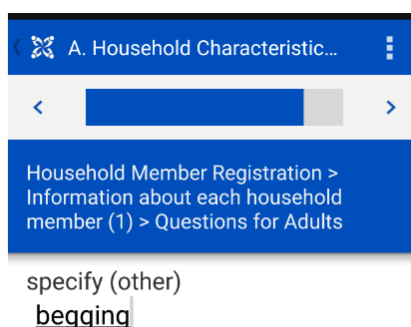 A. Household Characteristic...
Household Member Registration >
Information about each household
member (1) > Questions for Adults
specify (other)
begging